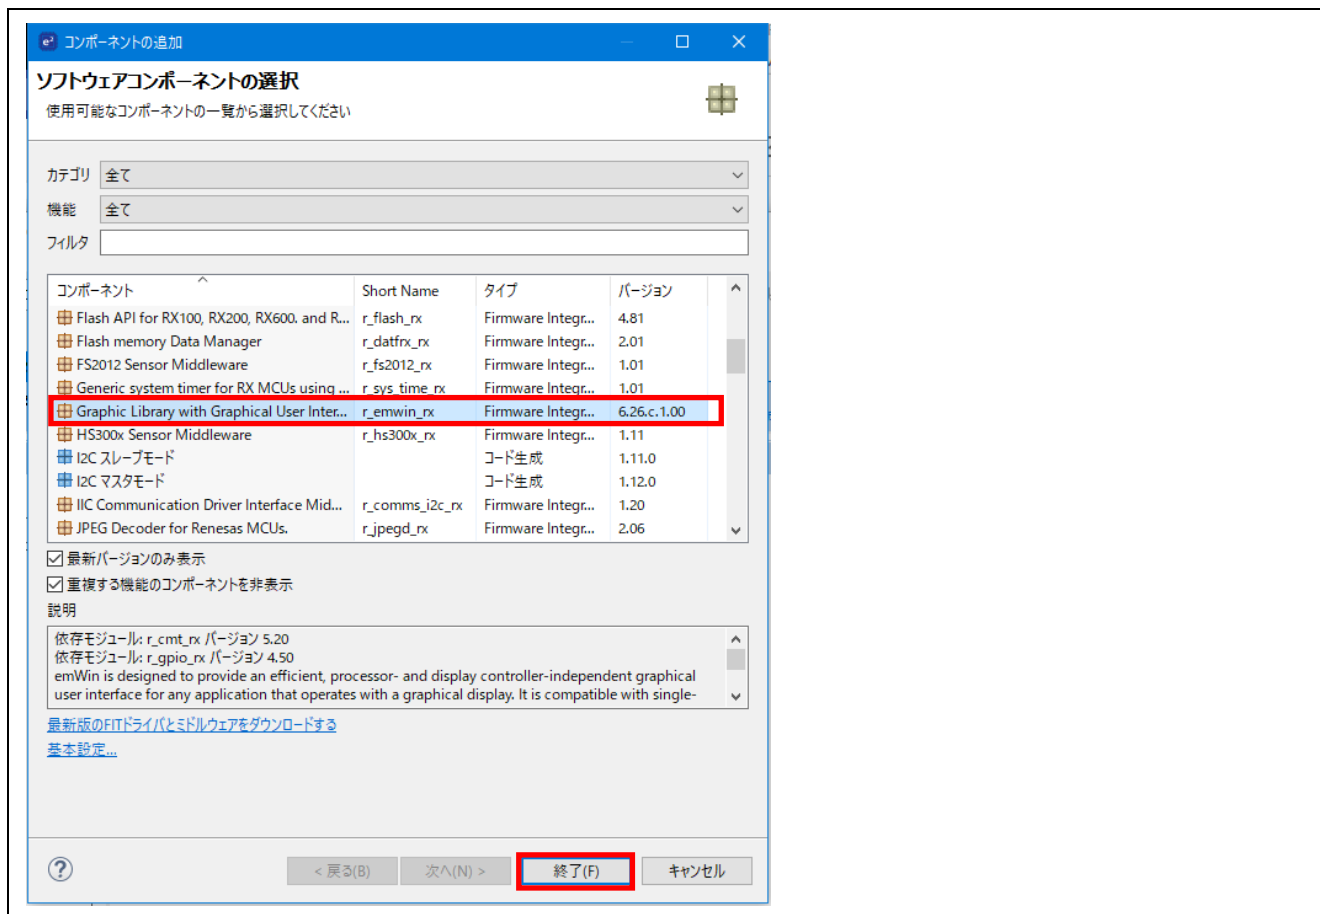 e² コンポーネントの追加
ソフトウェアコンポーネントの選択
使用可能なコンポーネントの一覧から選択してください
カテゴリ 全て
機能 全て
フィルタ
コンポーネント Short Name タイプ バージョン
Flash API for RX100, RX200, RX600. and R... r_flash_rx Firmware Integr... 4.81
Flash memory Data Manager r_datfrx_rx Firmware Integr... 2.01
FS2012 Sensor Middleware r_fs2012_rx Firmware Integr... 1.01
Generic system timer for RX MCUs using ... r_sys_time_rx Firmware Integr... 1.01
Graphic Library with Graphical User Inter... r_emwin_rx Firmware Integr... 6.26.c.1.00
HS300x Sensor Middleware r_hs300x_rx Firmware Integr... 1.11
I2C スレーブモード コード生成 1.11.0
I2C マスタモード コード生成 1.12.0
IIC Communication Driver Interface Mid... r_comms_i2c_rx Firmware Integr... 1.20
JPEG Decoder for Renesas MCUs. r_jpegd_rx Firmware Integr... 2.06
最新バージョンのみ表示
重複する機能のコンポーネントを非表示
説明
依存モジュール: r_cmt_rx バージョン 5.20
依存モジュール: r_gpio_rx バージョン 4.50
emWin is designed to provide an efficient, processor- and display controller-independent graphical
user interface for any application that operates with a graphical display. It is compatible with single-
最新版のFITドライバとミドルウェアをダウンロードする
基本設定...
? < 戻る(B) 次へ(N) > 終了(F) キャンセル